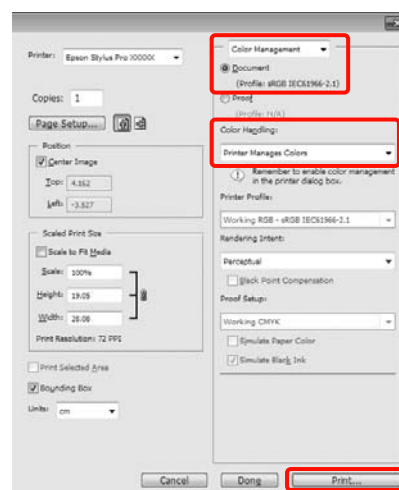 Printer: Epson Stylus Pro XXXXX
Copies: 1
Page Setup...
Position
Center Image
Top: 4.162
Left: -3.527
Scaled Print Size
Scale to Fit Media
Scale: 100%
Height: 19.05
Width: 28.08
Print Resolution: 72 PPI
Print Selected Area
Bounding Box
Units: cm
Color Management
Document
(Profile: sRGB IEC61966-2.1)
Proof
(Profile: N/A)
Color Handling:
Printer Manages Colors
Remember to enable color management
in the printer dialog box.
Printer Profile:
Working RGB - sRGB IEC61966-2.1
Rendering Intent:
Perceptual
Black Point Compensation
Proof Setup:
Working CMYK
Simulate Paper Color
Simulate Black Ink
Cancel
Done
Print...